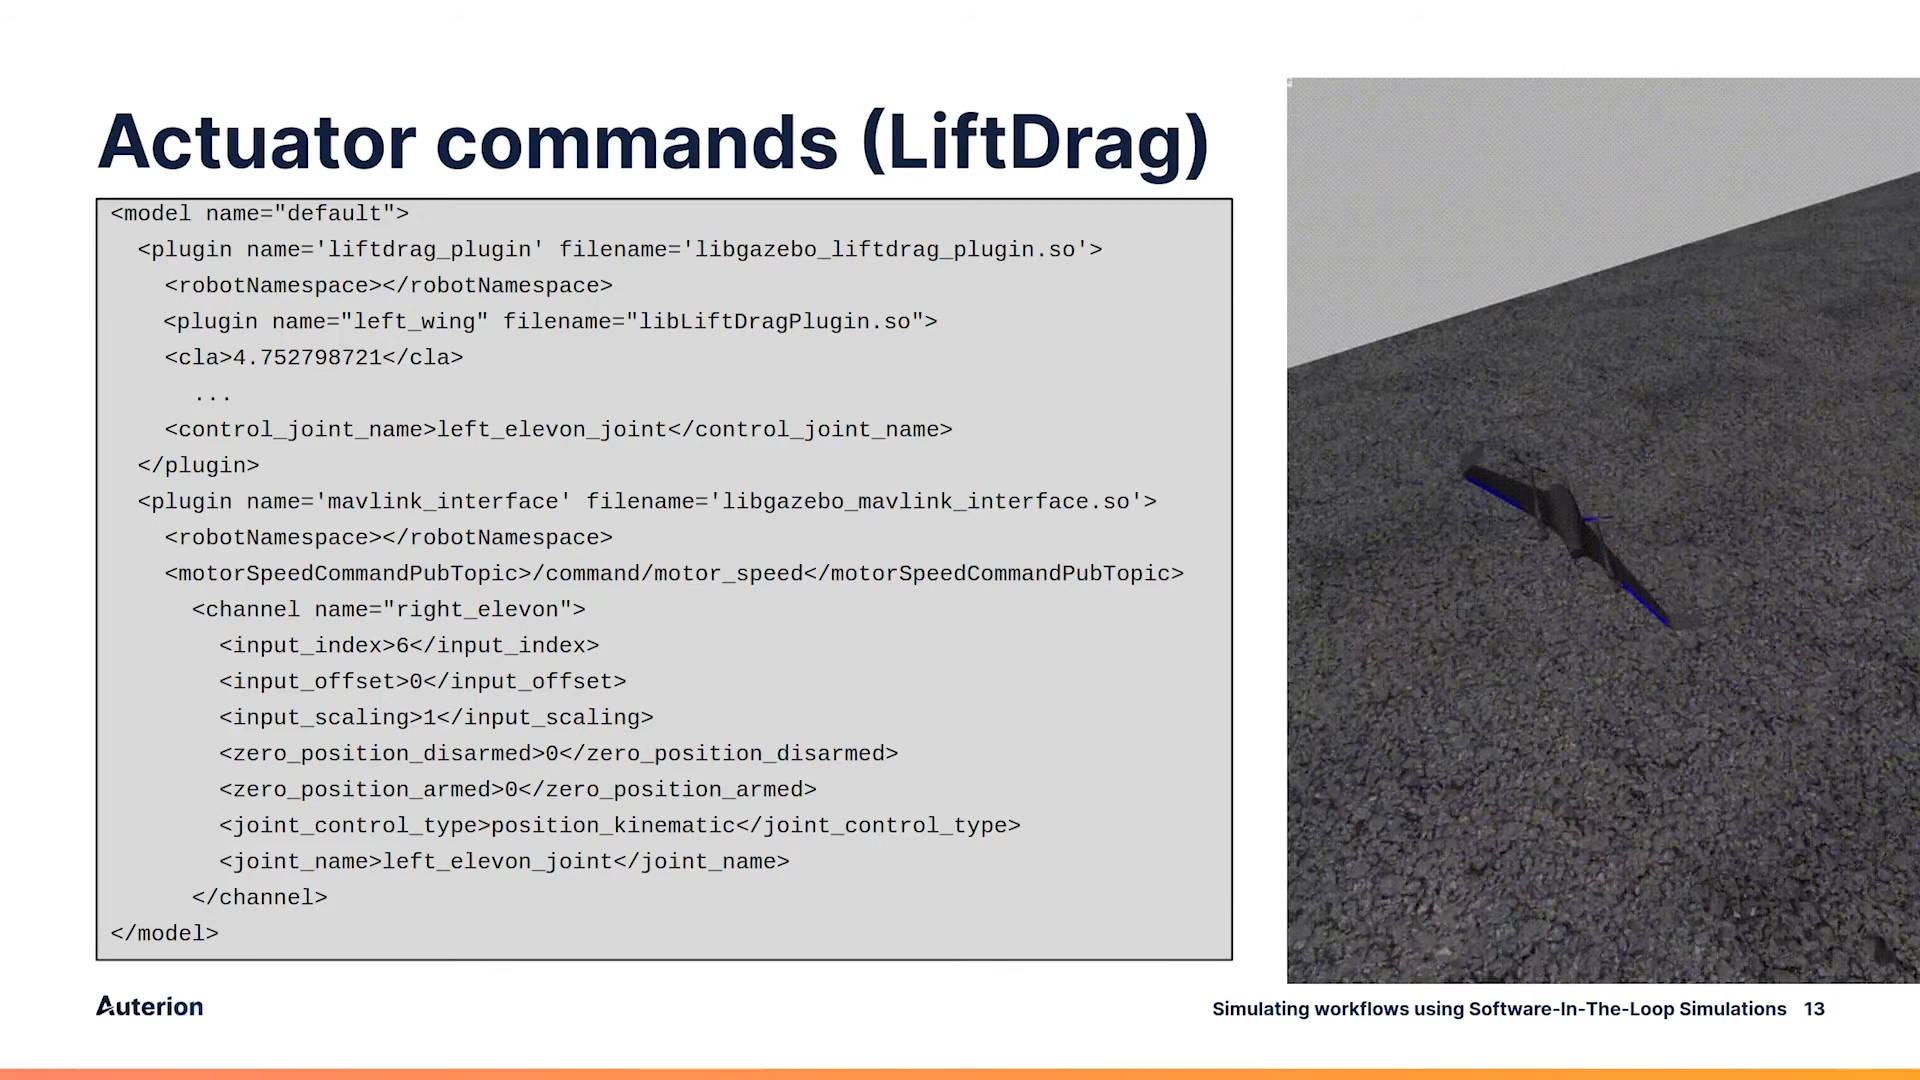 Actuator commands (LiftDrag)
<model name="default">
<plugin name='liftdrag_plugin' filename='libgazebo_liftdrag_plugin.so'>
<robotNamespace></robotNamespace>
<plugin name="left_wing" filename="libLiftDragPlugin.so">
<cla>4.752798721</cla>
...
<control_joint_name>left_elevon_joint</control_joint_name>
</plugin>
<plugin name='mavlink_interface' filename='libgazebo_mavlink_interface.so'>
<robotNamespace></robotNamespace>
<motorSpeedCommandPubTopic>/command/motor_speed</motorSpeedCommandPubTopic>
<channel name="right_elevon">
<input_index>6</input_index>
<input_offset>0</input_offset>
<input_scaling>1</input_scaling>
<zero_position_disarmed>0</zero_position_disarmed>
<zero_position_armed>0</zero_position_armed>
<joint_control_type>position_kinematic</joint_control_type>
<joint_name>left_elevon_joint</joint_name>
</channel>
</model>
Auterion
Simulating workflows using Software-In-The-Loop Simulations 13